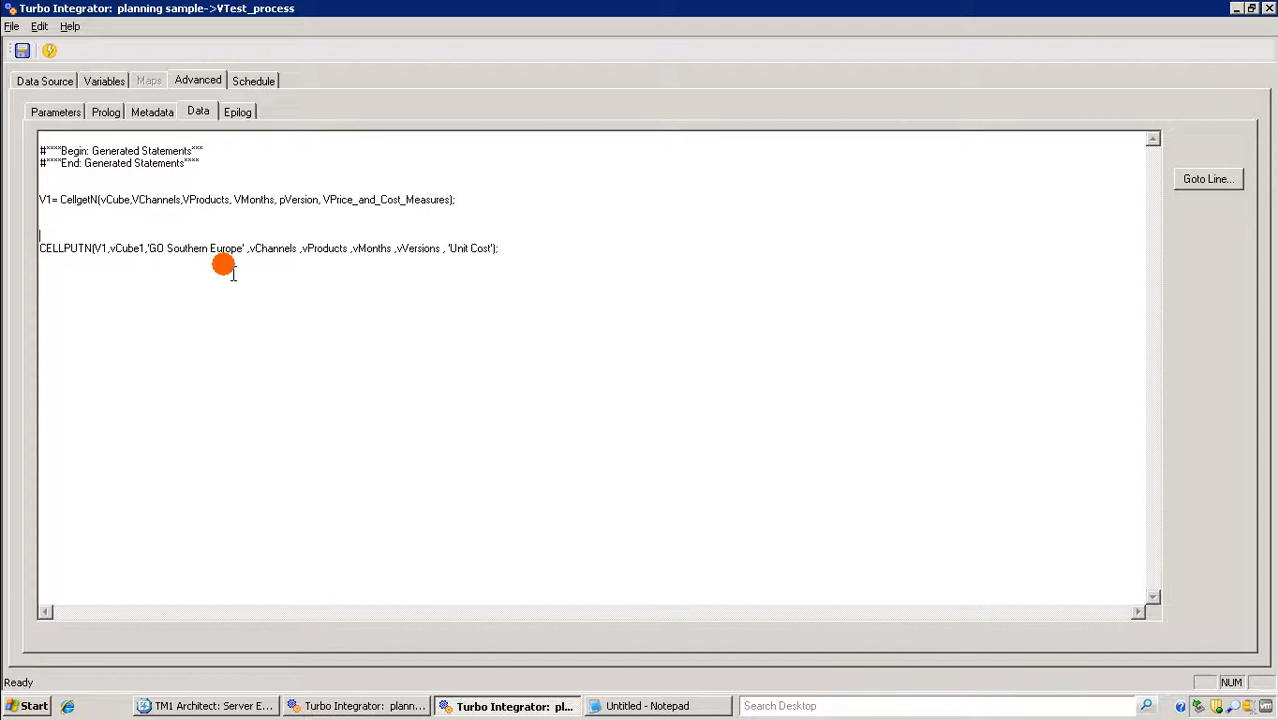 Turbo Integrator: planning sample->VTest_process
File Edit Help
Data Source Variables Maps Advanced Schedule
Parameters Prolog Metadata Data Epilog
#****Begin: Generated Statements***
#****End: Generated Statements****
Goto Line...
V1= CellgetN(vCube,VChannels,VProducts, VMonths, pVersion, VPrice_and_Cost_Measures);
CELLPUTN(V1,vCube1,'GO Southern Europe' ,vChannels ,vProducts ,vMonths ,vVersions , 'Unit Cost');
Ready NUM
Start TM1 Architect: Server E... Turbo Integrator: plann... Turbo Integrator: pl... Untitled - Notepad Search Desktop